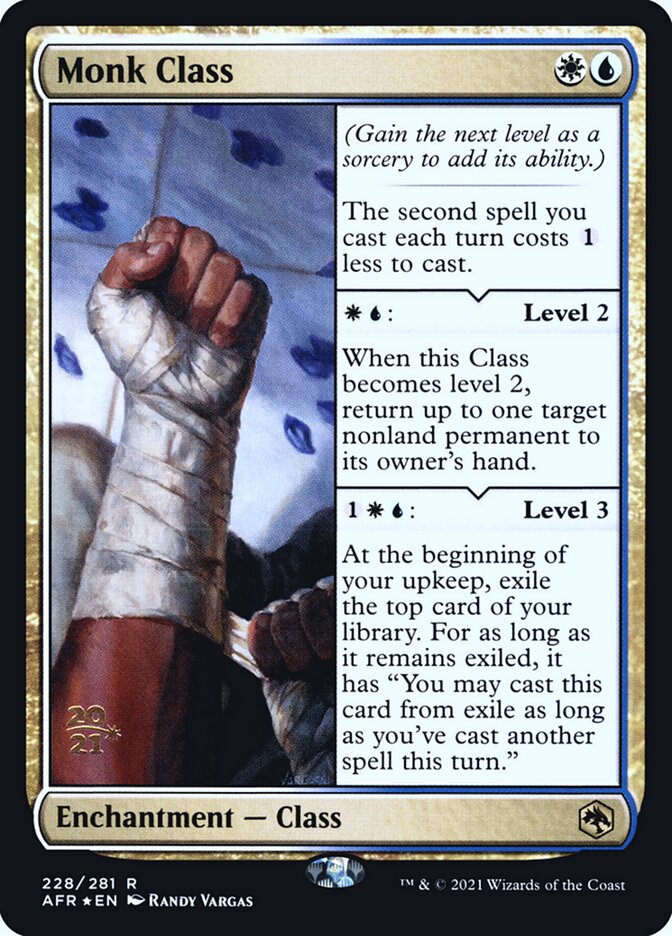 Monk Class
(Gain the next level as a
sorcery to add its ability.)
The second spell you
cast each turn costs 1
less to cast.
: Level 2
When this Class
becomes level 2,
return up to one target
nonland permanent to
its owner's hand.
1 : Level 3
At the beginning of
your upkeep, exile
the top card of your
library. For as long as
it remains exiled, it
has “You may cast this
card from exile as long
as you've cast another
spell this turn.”
20
21
Enchantment — Class
228/281 R
AFR★EN Randy Vargas
™ & © 2021 Wizards of the Coast